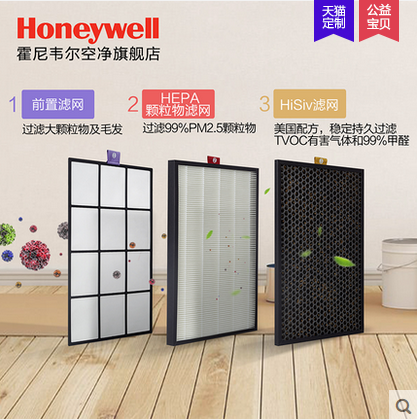 Honeywell
霍尼韦尔空净旗舰店
天猫
定制
公益
宝贝
1 前置滤网
过滤大颗粒物及毛发
2 HEPA
颗粒物滤网
过滤99%PM2.5颗粒物
3 HiSiv滤网
美国配方，稳定持久过滤
TVOC有害气体和99%甲醛